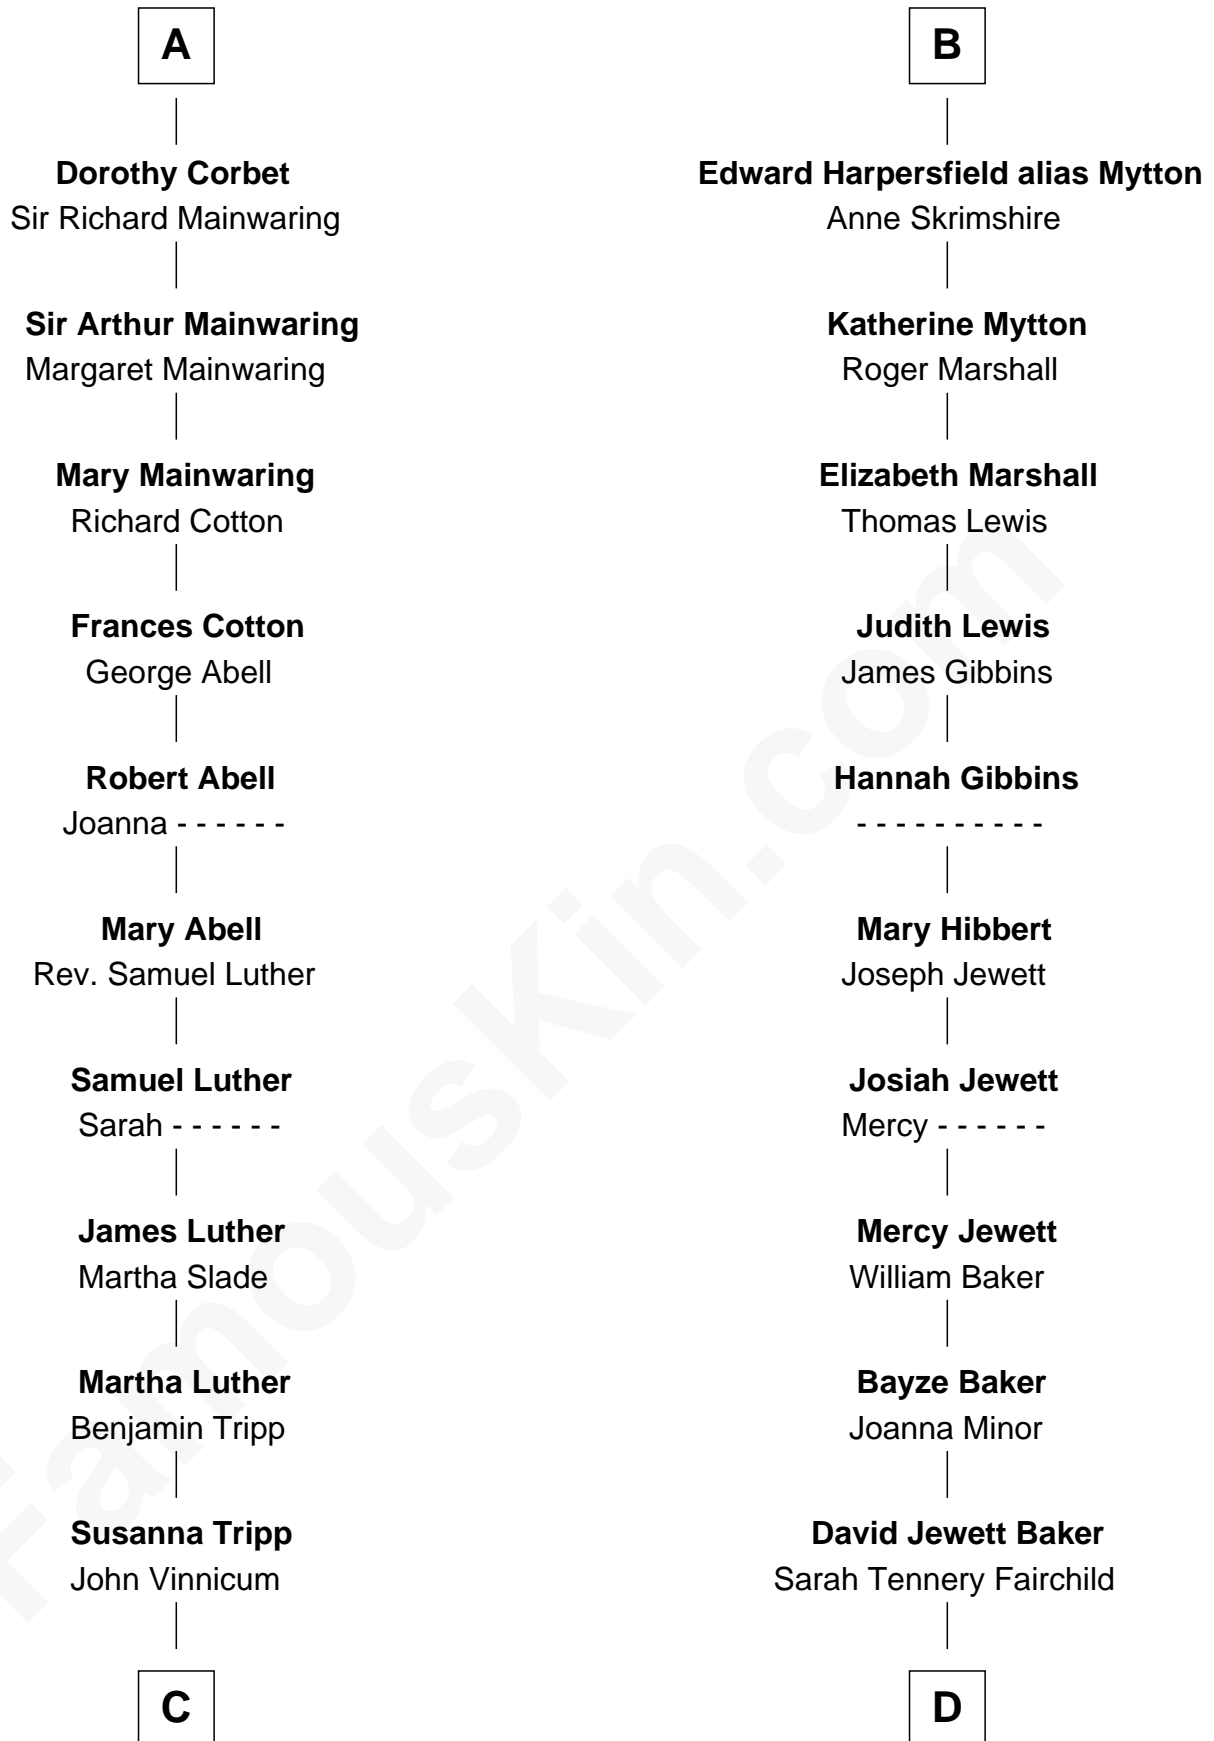 A
Dorothy Corbet
Sir Richard Mainwaring
Sir Arthur Mainwaring
Margaret Mainwaring
Mary Mainwaring
Richard Cotton
Frances Cotton
George Abell
Robert Abell
Joanna - - - - - -
Mary Abell
Rev. Samuel Luther
Samuel Luther
Sarah - - - - - -
James Luther
Martha Slade
Martha Luther
Benjamin Tripp
Susanna Tripp
John Vinnicum
C
B
Edward Harpersfield alias Mytton
Anne Skrimshire
Katherine Mytton
Roger Marshall
Elizabeth Marshall
Thomas Lewis
Judith Lewis
James Gibbins
Hannah Gibbins
- - - - - - - - - -
Mary Hibbert
Joseph Jewett
Josiah Jewett
Mercy - - - - - -
Mercy Jewett
William Baker
Bayze Baker
Joanna Minor
David Jewett Baker
Sarah Tennery Fairchild
D
FamousKin.com